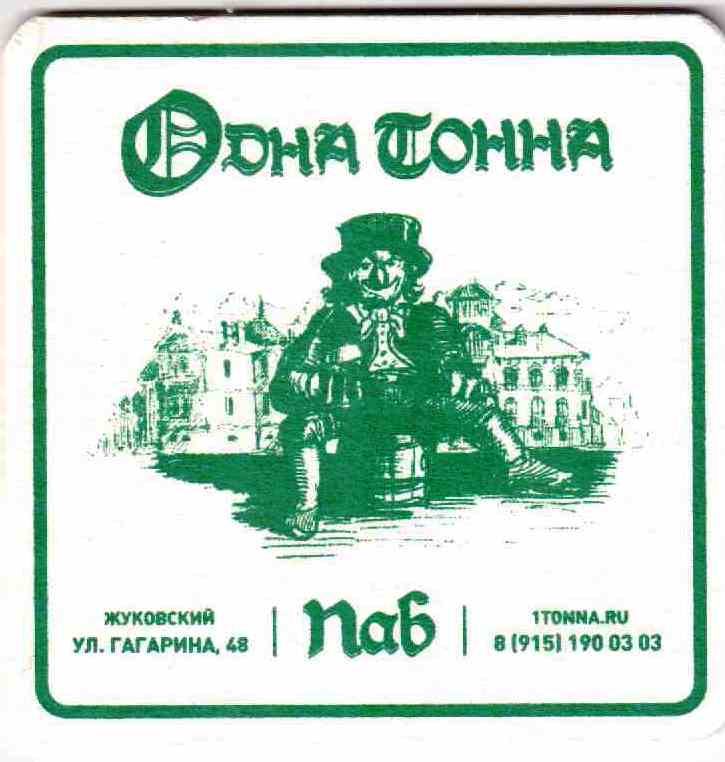 Одна Тонна
ЖУКОВСКИЙ
УЛ. ГАГАРИНА, 48
Паб
1TONNA.RU
8 (915) 190 03 03